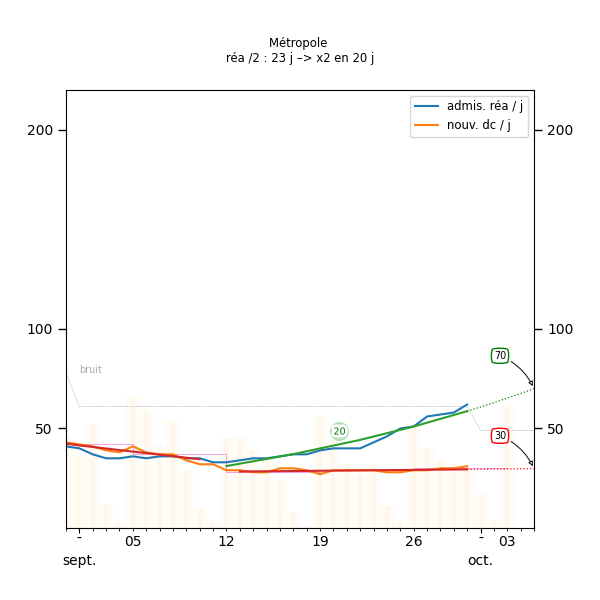 Métropole
réa /2 : 23 j –> x2 en 20 j
admis. réa / j
nouv. dc / j
200 200
100 100
bruit
70
50 50
20
30
- 05 12 19 26 - 03
sept. oct.